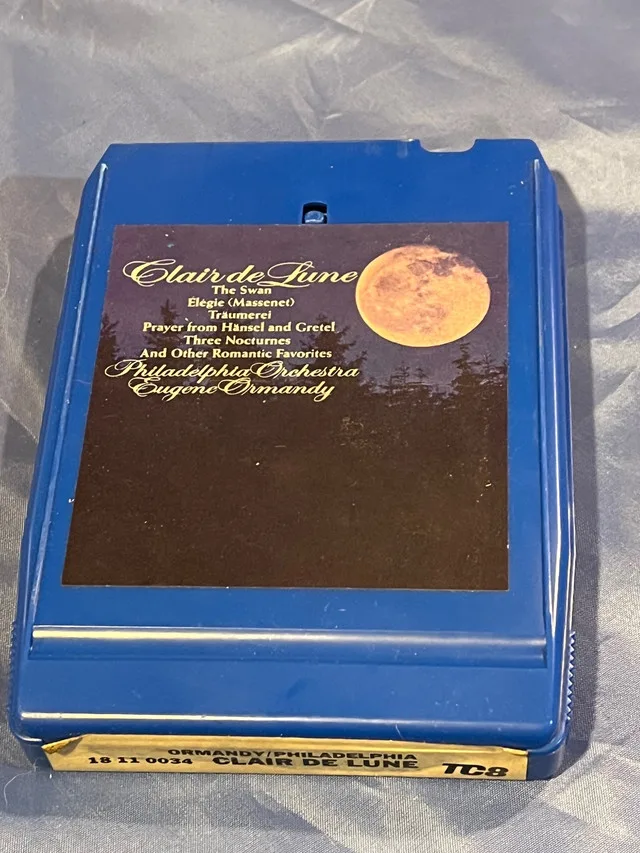 Clair de Lune
The Swan
Élégie (Massenet)
Träumerei
Prayer from Hänsel and Gretel
Three Nocturnes
And Other Romantic Favorites
Philadelphia Orchestra
Eugene Ormandy
ORMANDY/PHILADELPHIA
18 11 0034 CLAIR DE LUNE TC8